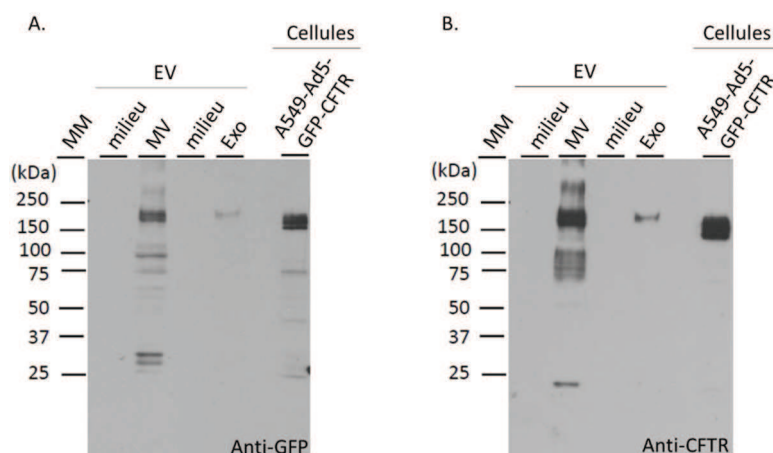 A.
Cellules
EV
MM
milieu
MV
milieu
Exo
A549-Ad5-
GFP-CFTR
(kDa)
250
150
100
75
50
37
25
Anti-GFP
B.
Cellules
EV
MM
milieu
MV
milieu
Exo
A549-Ad5-
GFP-CFTR
(kDa)
250
150
100
75
50
37
25
Anti-CFTR